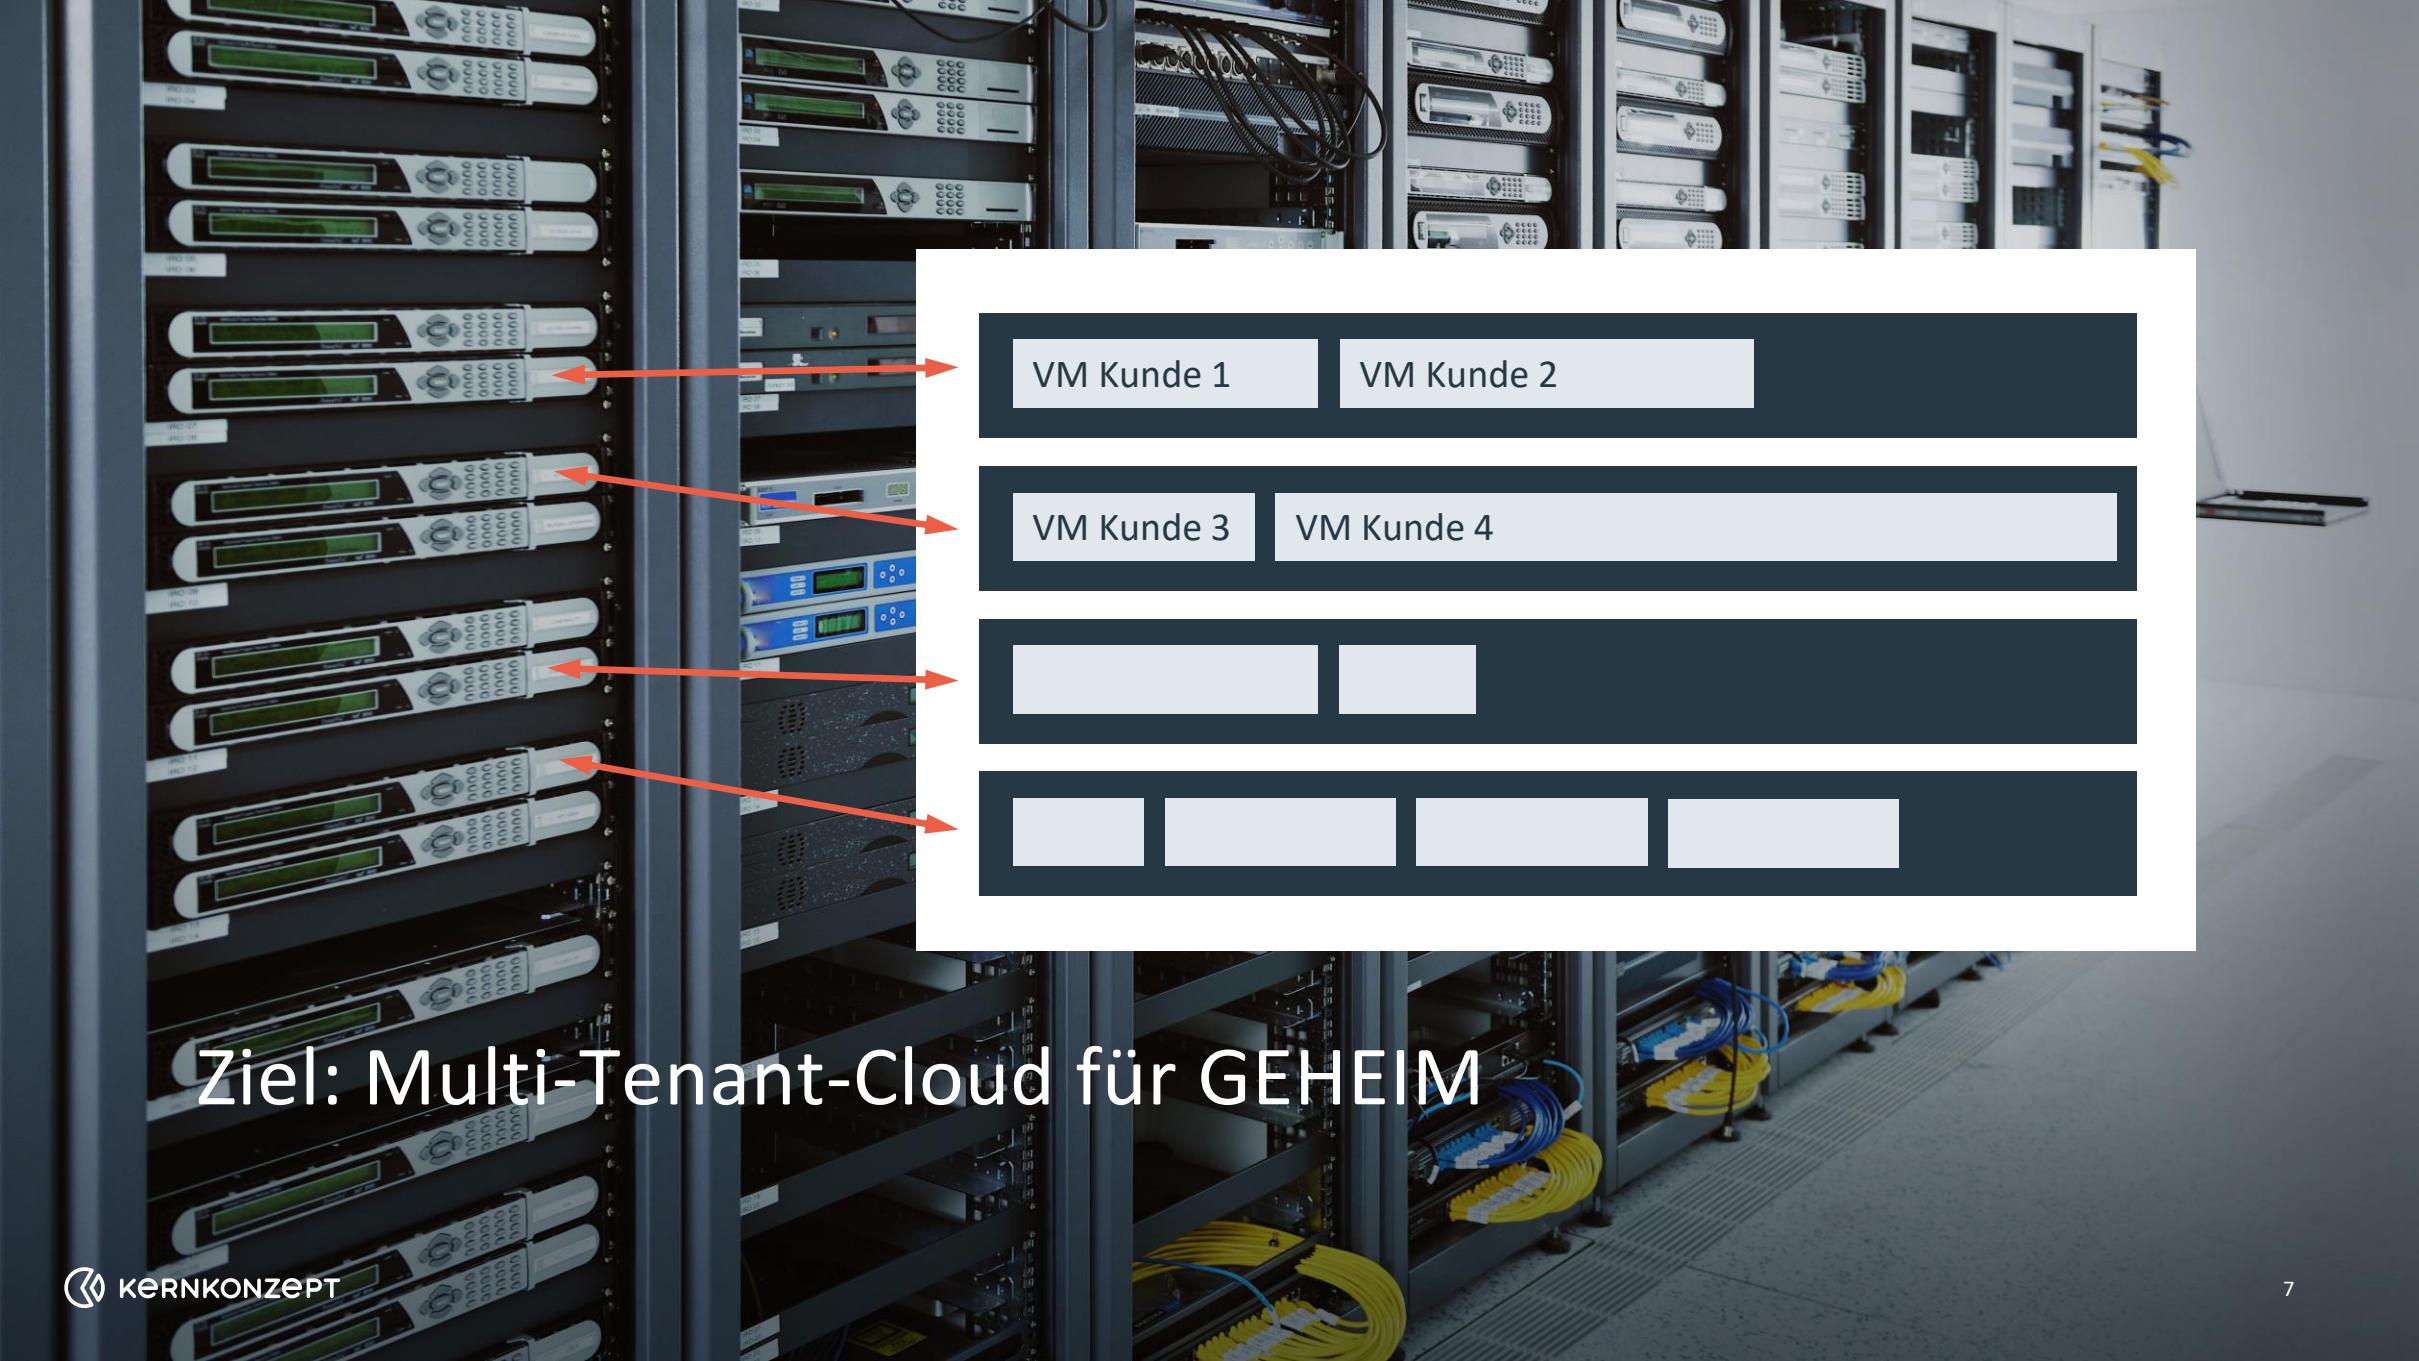 VM Kunde 1
VM Kunde 2
VM Kunde 3
VM Kunde 4
Ziel: Multi-Tenant-Cloud für GEHEIM
KERNKONZEPT
7